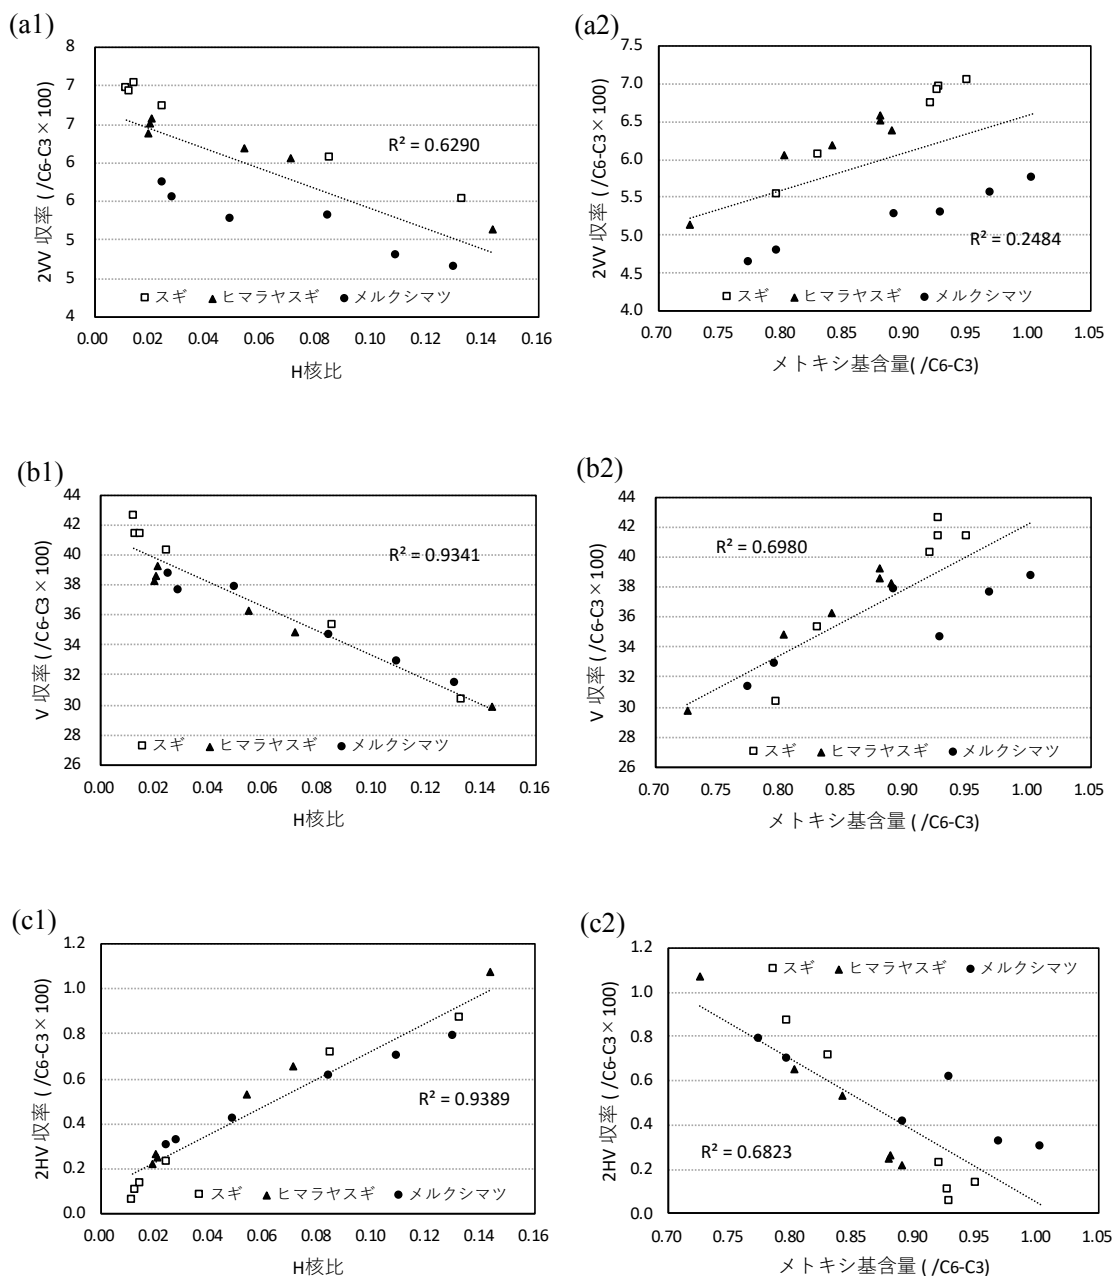 (a1)
8
7
7
6
6
5
5
4
2VV 収率 ( /C6-C3×100)
R² = 0.6290
スギ ヒマラヤスギ メルクシマツ
0.00 0.02 0.04 0.06 0.08 0.10 0.12 0.14 0.16
H核比
(a2)
7.5
7.0
6.5
6.0
5.5
5.0
4.5
4.0
2VV 収率 ( /C6-C3×100)
R² = 0.2484
スギ ヒマラヤスギ メルクシマツ
0.70 0.75 0.80 0.85 0.90 0.95 1.00 1.05
メトキシ基含量( /C6-C3)
(b1)
44
42
40
38
36
34
32
30
28
26
V 収率 ( /C6-C3×100)
R² = 0.9341
スギ ヒマラヤスギ メルクシマツ
0.00 0.02 0.04 0.06 0.08 0.10 0.12 0.14 0.16
H核比
(b2)
44
42
40
38
36
34
32
30
28
26
V 収率 ( /C6-C3×100)
R² = 0.6980
スギ ヒマラヤスギ メルクシマツ
0.70 0.75 0.80 0.85 0.90 0.95 1.00 1.05
メトキシ基含量 ( /C6-C3)
(c1)
1.2
1.0
0.8
0.6
0.4
0.2
0.0
2HV 収率 ( /C6-C3×100)
R² = 0.9389
スギ ヒマラヤスギ メルクシマツ
0.00 0.02 0.04 0.06 0.08 0.10 0.12 0.14 0.16
H核比
(c2)
1.2
1.0
0.8
0.6
0.4
0.2
0.0
2HV 収率 ( /C6-C3×100)
スギ ヒマラヤスギ メルクシマツ
R² = 0.6823
0.70 0.75 0.80 0.85 0.90 0.95 1.00 1.05
メトキシ基含量 ( /C6-C3)